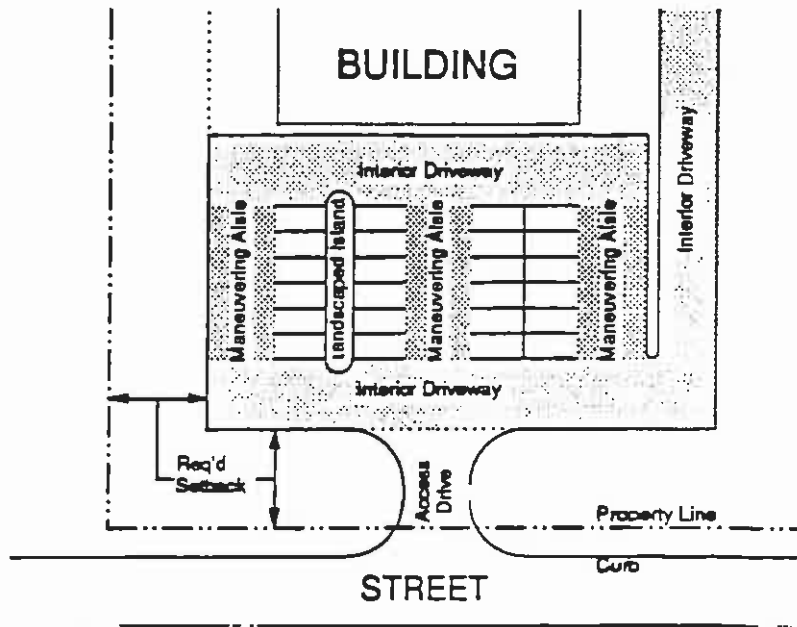 BUILDING
Interior Driveway
Interior Driveway
Maneuvering Aisle
Landscaped Island
Maneuvering Aisle
Maneuvering Aisle
Interior Driveway
Req'd
Setback
Access
Drive
Property Line
Curb
STREET